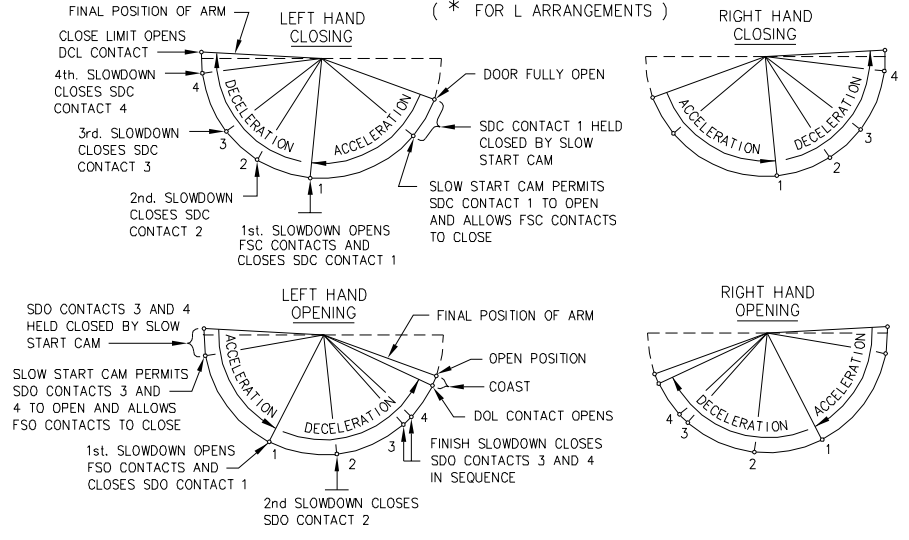 ( * FOR L ARRANGEMENTS )
LEFT HAND
CLOSING
FINAL POSITION OF ARM
CLOSE LIMIT OPENS
DCL CONTACT
4th. SLOWDOWN
CLOSES SDC
CONTACT 4
3rd. SLOWDOWN
CLOSES SDC
CONTACT 3
2nd. SLOWDOWN
CLOSES SDC
CONTACT 2
1st. SLOWDOWN OPENS
FSC CONTACTS AND
CLOSES SDC CONTACT 1
4
3
2
1
DECELERATION
ACCELERATION
DOOR FULLY OPEN
SDC CONTACT 1 HELD
CLOSED BY SLOW
START CAM
SLOW START CAM PERMITS
SDC CONTACT 1 TO OPEN
AND ALLOWS FSC CONTACTS
TO CLOSE
RIGHT HAND
CLOSING
ACCELERATION
DECELERATION
1
2
3
4
LEFT HAND
OPENING
SDO CONTACTS 3 AND 4
HELD CLOSED BY SLOW
START CAM
SLOW START CAM PERMITS
SDO CONTACTS 3 AND
4 TO OPEN AND ALLOWS
FSO CONTACTS TO CLOSE
1st. SLOWDOWN OPENS
FSO CONTACTS AND
CLOSES SDO CONTACT 1
2nd SLOWDOWN CLOSES
SDO CONTACT 2
ACCELERATION
DECELERATION
1
2
3
4
FINAL POSITION OF ARM
OPEN POSITION
COAST
DOL CONTACT OPENS
FINISH SLOWDOWN CLOSES
SDO CONTACTS 3 AND 4
IN SEQUENCE
RIGHT HAND
OPENING
DECELERATION
ACCELERATION
4
3
2
1